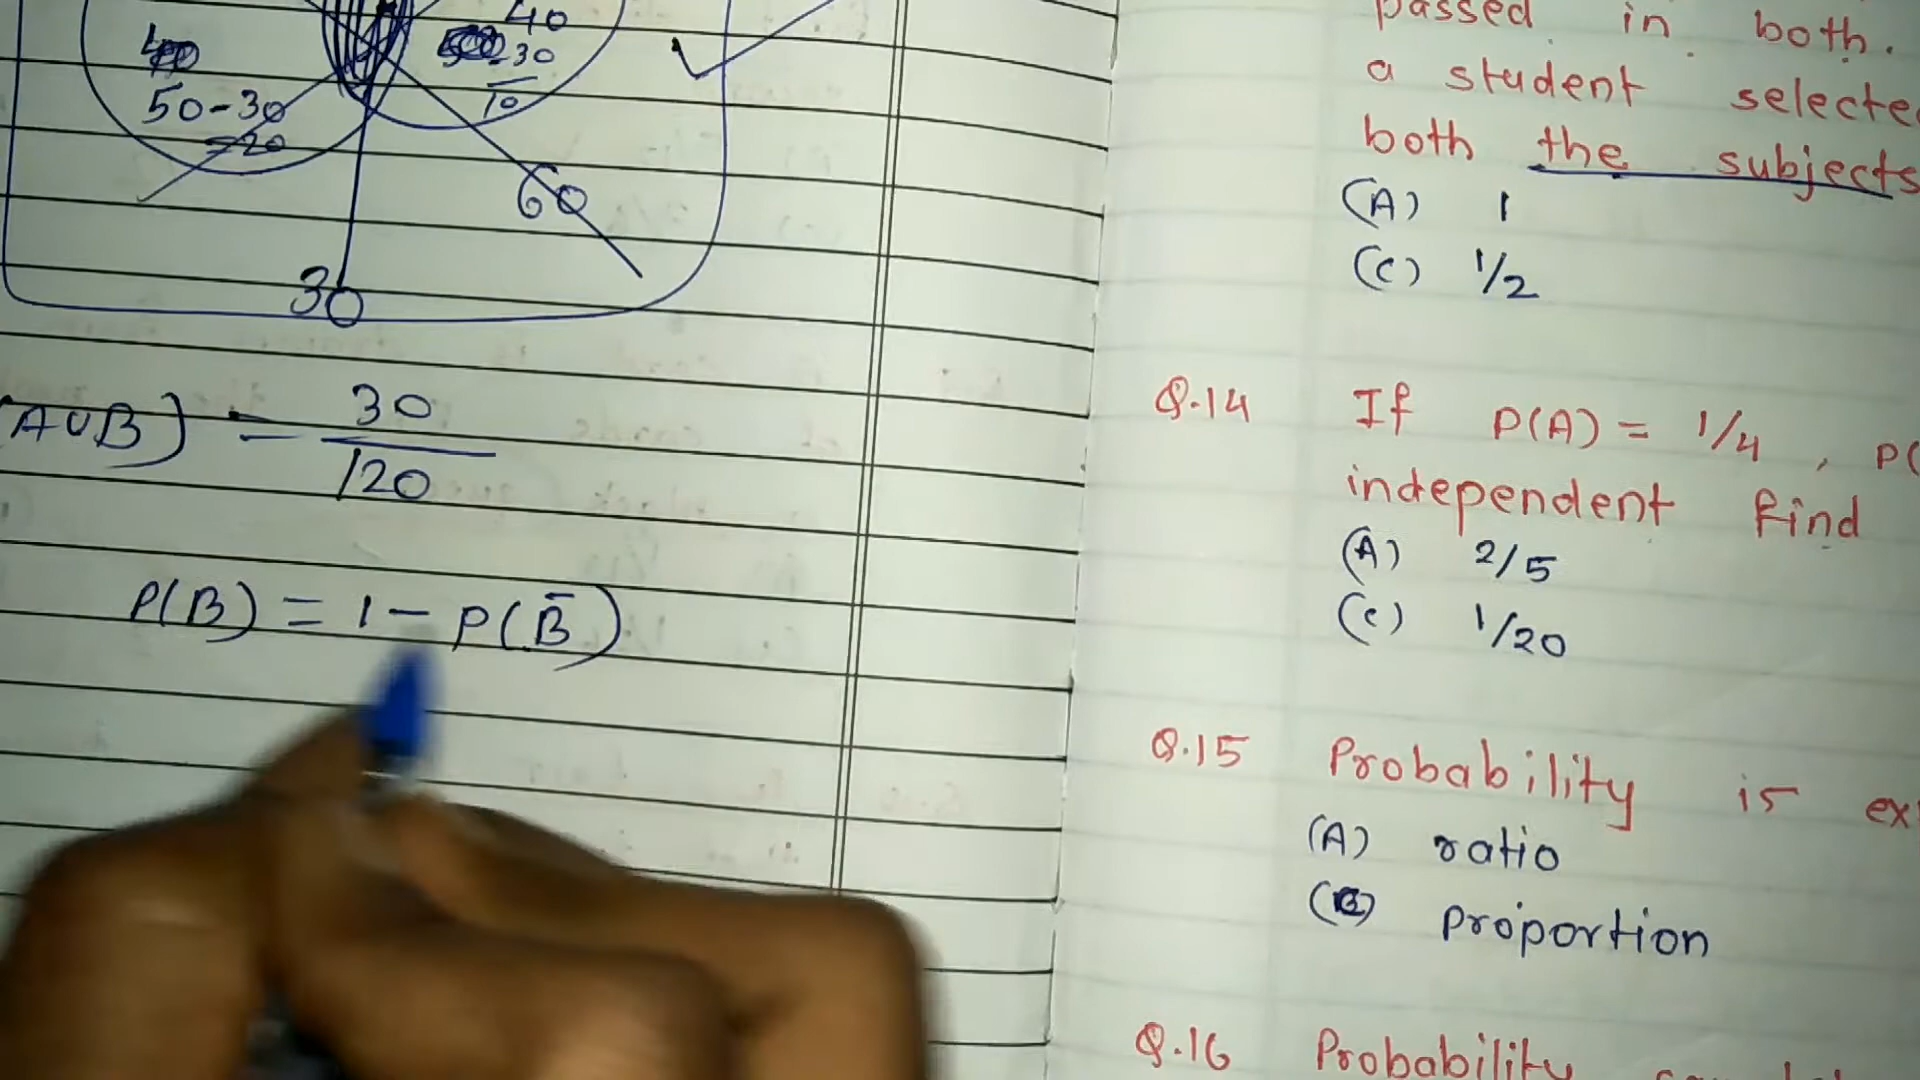 40
50-30
=20
30
10
60
30
AUB) = 30
120
P(B) = 1 - P(B̄)
passed in both.
a student selecte
both the subjects
(A) 1
(C) 1/2
Q.14 If P(A) = 1/4 , P(
independent find
(A) 2/5
(C) 1/20
Q.15 Probability is ex
(A) ratio
proportion
Q.16 Probability